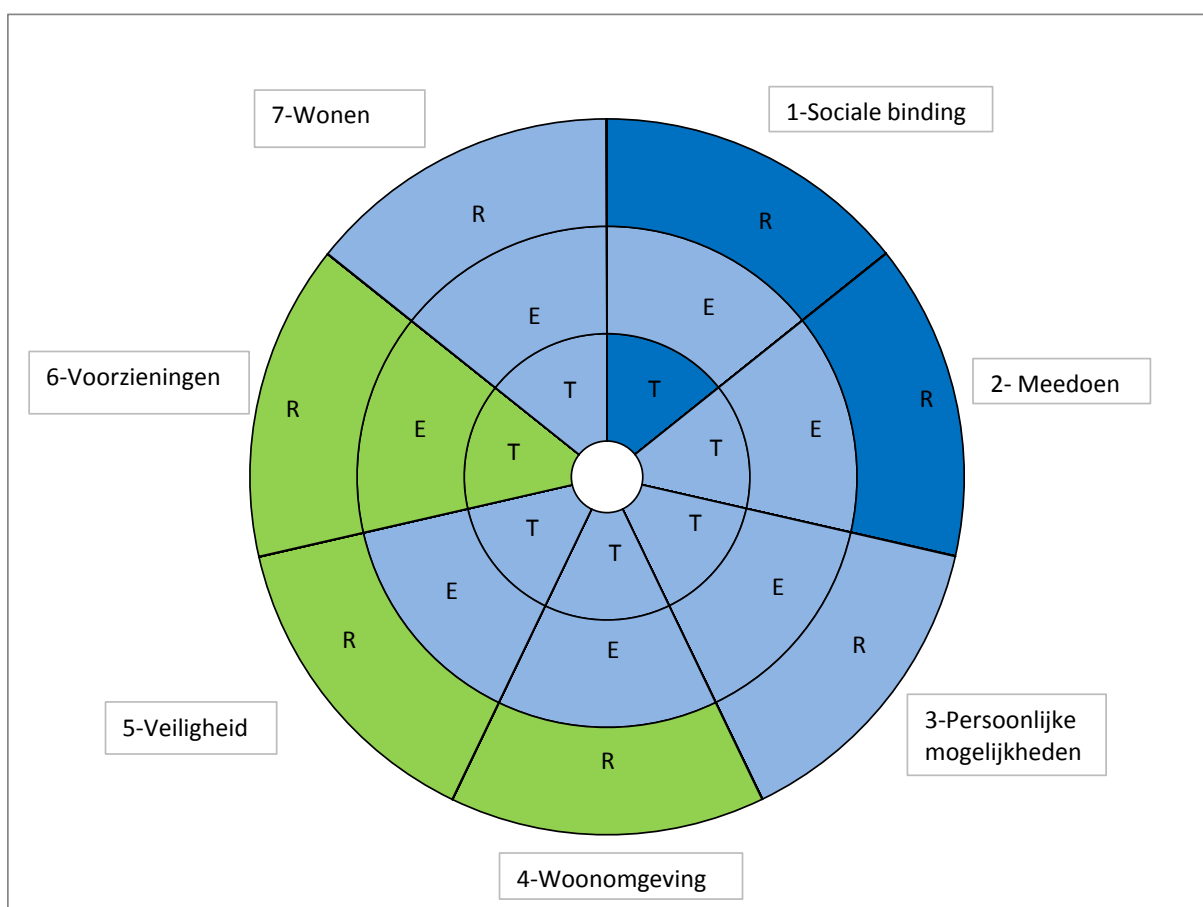 7-Wonen
1-Sociale binding
R
R
E
E
6-Voorzieningen
2- Meedoen
T
T
R
E
T
T
E
R
T
T
T
E
E
R
R
E
5-Veiligheid
3-Persoonlijke
mogelijkheden
R
4-Woonomgeving